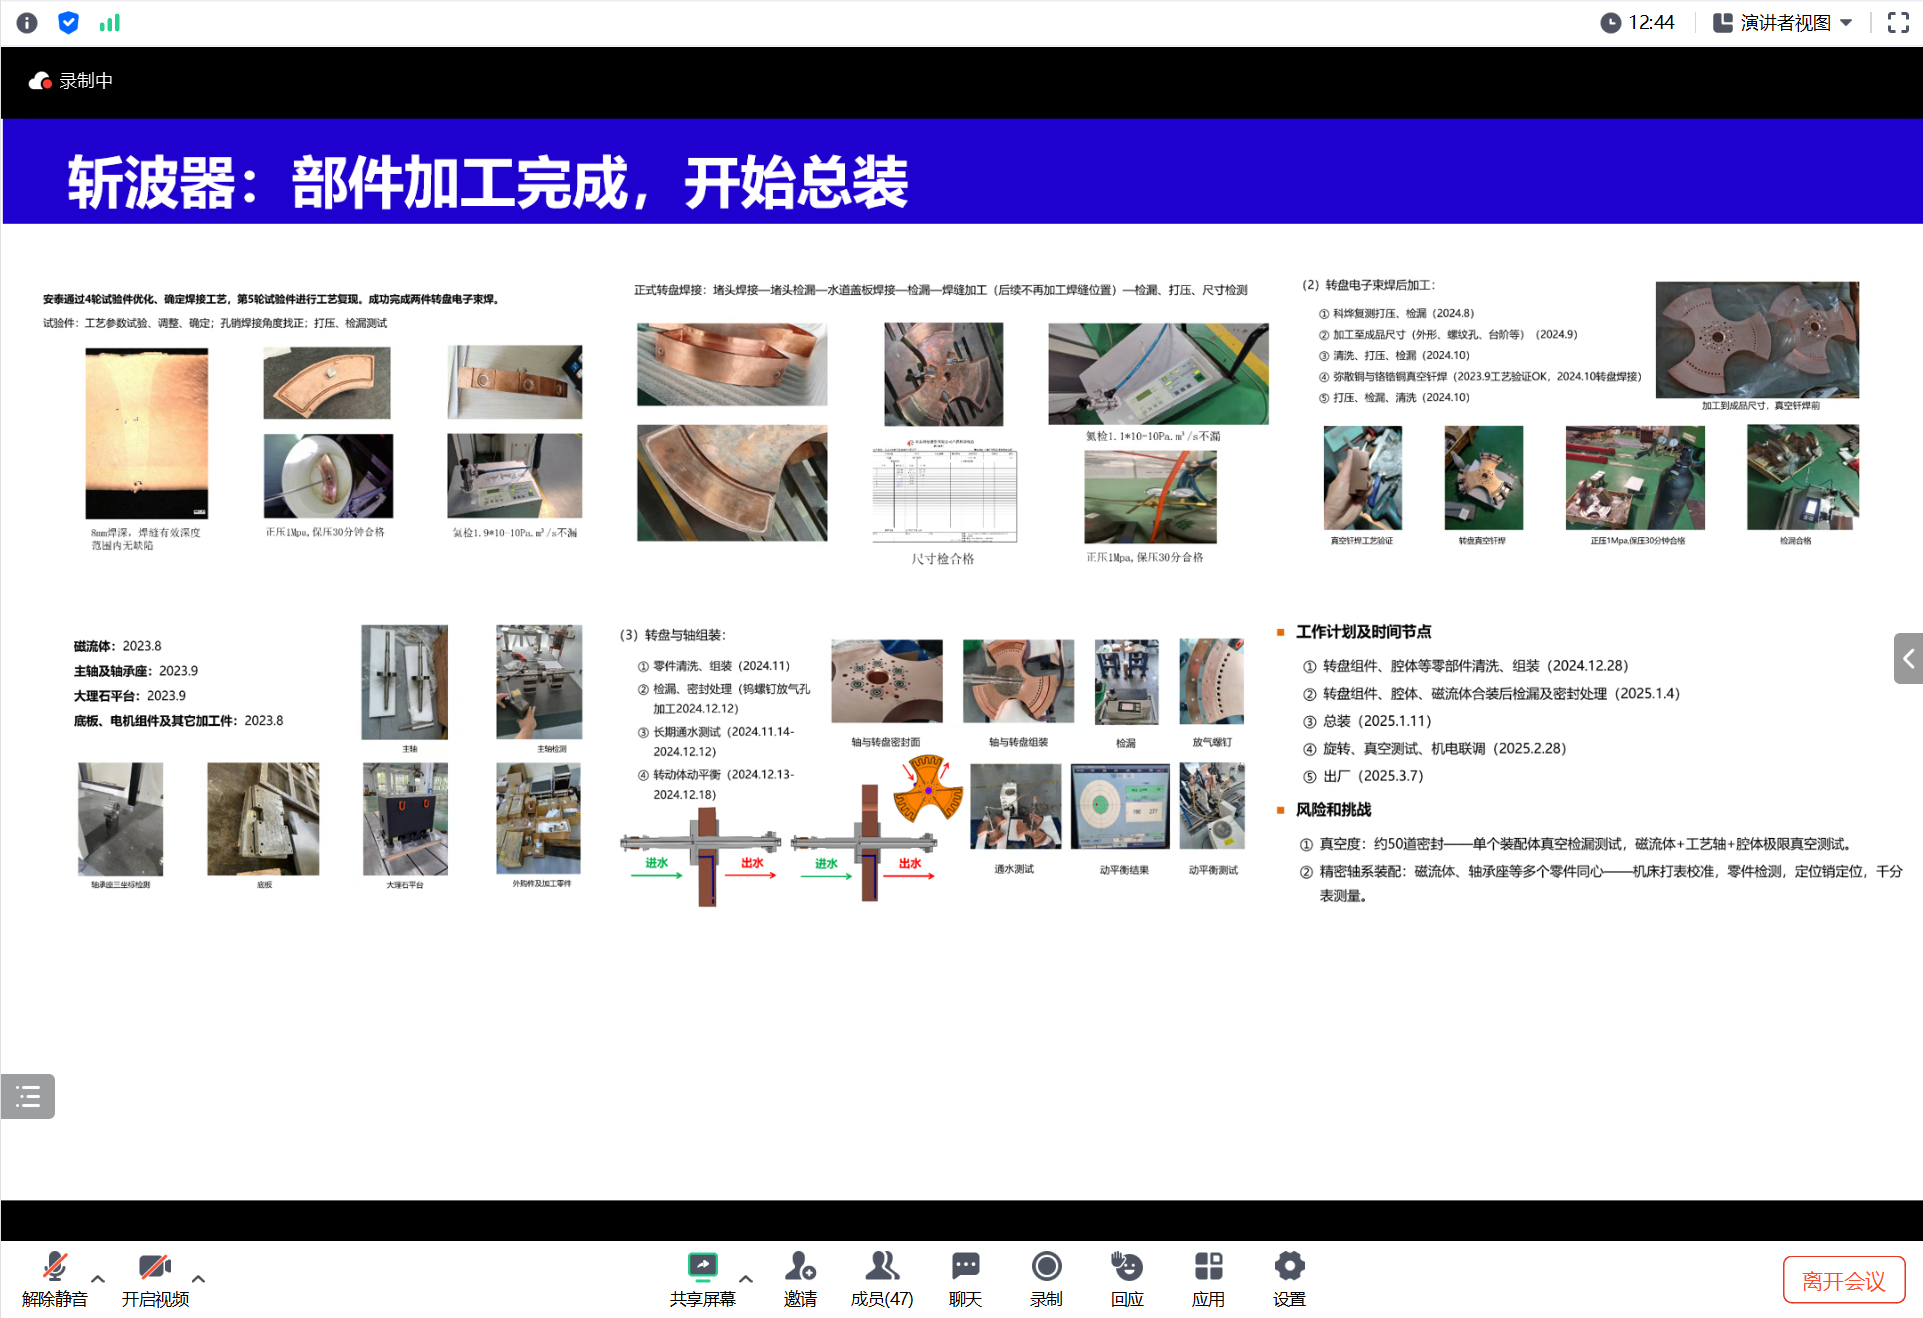 12:44
演讲者视图
录制中
斩波器：部件加工完成，开始总装
安泰通过4轮试验件优化、确定焊接工艺，第5轮试验件进行工艺复现。成功完成两件转盘电子束焊。
试验件：工艺参数试验、调整、确定；孔销焊接角度找正；打压、检漏测试
8mm焊深，焊缝有效深度
范围内无缺陷
正压1Mpa,保压30分钟合格
氦检1.9*10-10Pa.m³/s不漏
正式转盘焊接：堵头焊接—堵头检漏—水道盖板焊接—检漏—焊缝加工（后续不再加工焊缝位置）—检漏、打压、尺寸检测
氦检1.1*10-10Pa.m³/s不漏
尺寸检合格
正压1Mpa,保压30分合格
（2）转盘电子束焊后加工：
① 科烨复测打压、检漏（2024.8）
② 加工至成品尺寸（外形、螺纹孔、台阶等）（2024.9）
③ 清洗、打压、检漏（2024.10）
④ 弥散铜与铬锆铜真空钎焊（2023.9工艺验证OK，2024.10转盘焊接）
⑤ 打压、检漏、清洗（2024.10）
加工到成品尺寸，真空钎焊前
真空钎焊工艺验证
转盘真空钎焊
正压1Mpa,保压30分钟合格
检漏合格
磁流体：2023.8
主轴及轴承座：2023.9
大理石平台：2023.9
底板、电机组件及其它加工件：2023.8
主轴
主轴检测
轴承座三坐标检测
底板
大理石平台
外购件及加工零件
（3）转盘与轴组装：
① 零件清洗、组装（2024.11）
② 检漏、密封处理（钨螺钉放气孔
加工2024.12.12）
③ 长期通水测试（2024.11.14-
2024.12.12）
④ 转动体动平衡（2024.12.13-
2024.12.18）
轴与转盘密封面
轴与转盘组装
检漏
放气螺钉
进水
出水
进水
出水
通水测试
动平衡结果
动平衡测试
工作计划及时间节点
① 转盘组件、腔体等零部件清洗、组装（2024.12.28）
② 转盘组件、腔体、磁流体合装后检漏及密封处理（2025.1.4）
③ 总装（2025.1.11）
④ 旋转、真空测试、机电联调（2025.2.28）
⑤ 出厂（2025.3.7）
风险和挑战
① 真空度：约50道密封——单个装配体真空检漏测试，磁流体+工艺轴+腔体极限真空测试。
② 精密轴系装配：磁流体、轴承座等多个零件同心——机床打表校准，零件检测，定位销定位，千分
表测量。
解除静音
开启视频
共享屏幕
邀请
成员(47)
聊天
录制
回应
应用
设置
离开会议